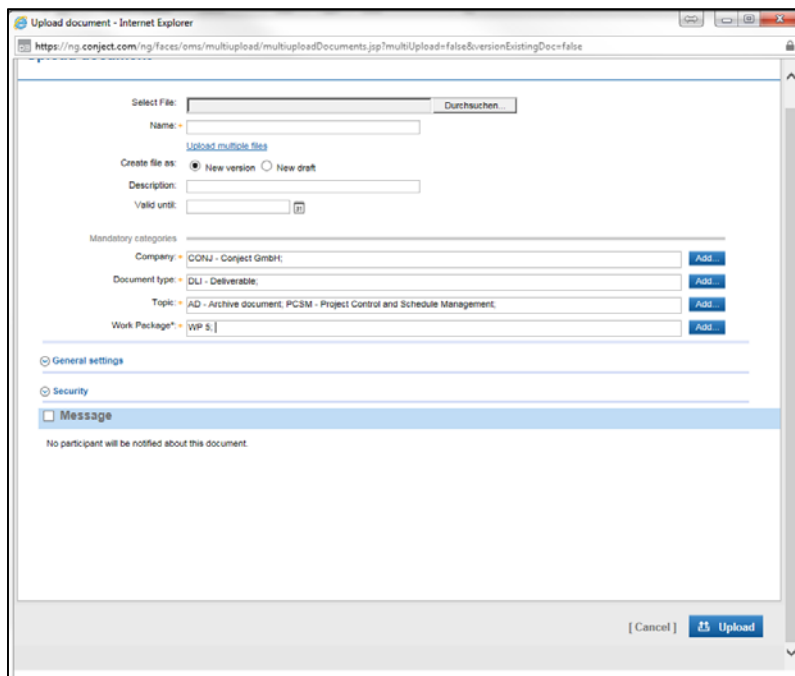 Upload document - Internet Explorer
https://ng.conject.com/ng/faces/oms/multiupload/multiuploadDocuments.jsp?multiUpload=false&versionExistingDoc=false
Upload document
Select File: Durchsuchen...
Name: *
Upload multiple files
Create file as: New version New draft
Description:
Valid until: 31
Mandatory categories
Company: * CONJ - Conject GmbH; Add...
Document type: * DLI - Deliverable; Add...
Topic: * AD - Archive document; PCSM - Project Control and Schedule Management; Add...
Work Package*: * WP 5; Add...
General settings
Security
Message
No participant will be notified about this document.
[ Cancel ] Upload